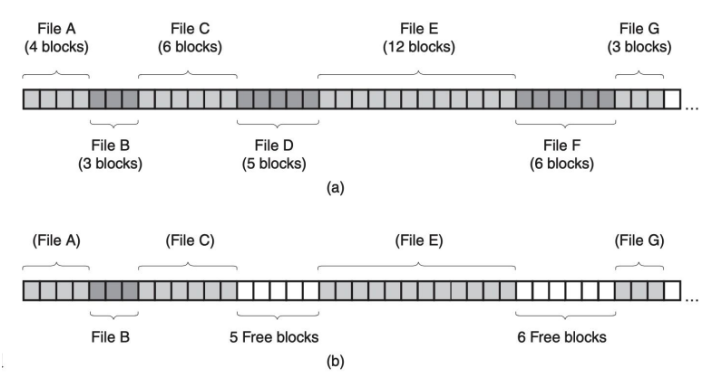 File A
(4 blocks)
File C
(6 blocks)
File E
(12 blocks)
File G
(3 blocks)
...
File B
(3 blocks)
File D
(5 blocks)
File F
(6 blocks)
(a)
(File A)
(File C)
(File E)
(File G)
...
File B
5 Free blocks
6 Free blocks
(b)